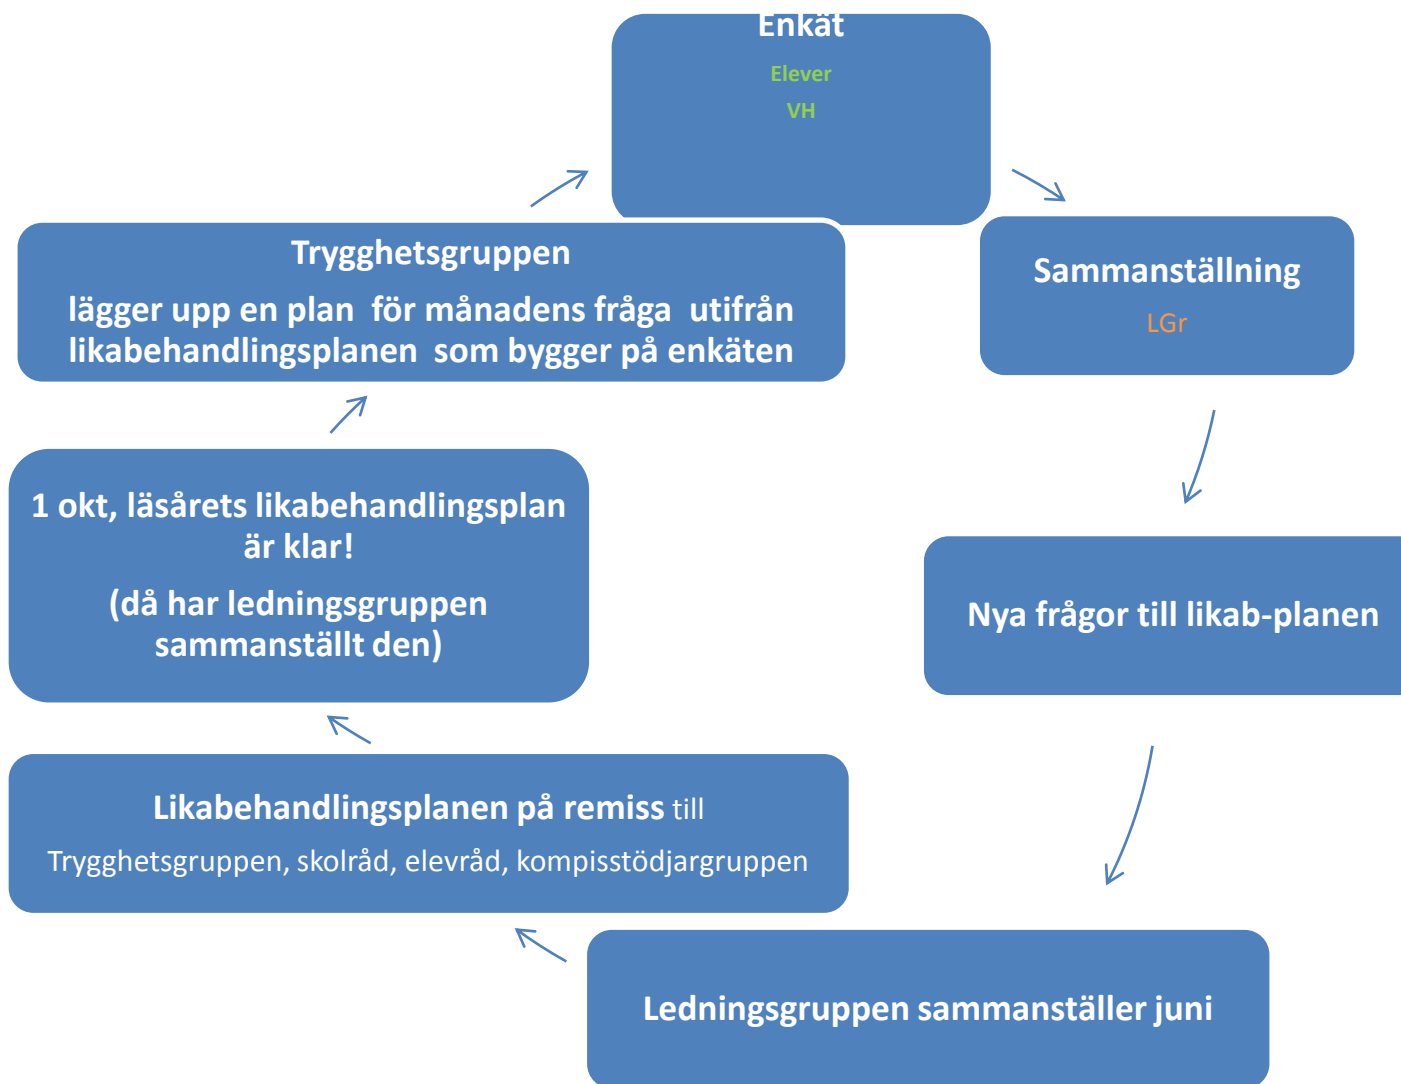 Enkät
Elever
VH
Sammanställning
LGr
Nya frågor till likab-planen
Ledningsgruppen sammanställer juni
Likabehandlingsplanen på remiss till
Trygghetsgruppen, skolråd, elevråd, kompisstödjargruppen
1 okt, läsårets likabehandlingsplan
är klar!
(då har ledningsgruppen
sammanställt den)
Trygghetsgruppen
lägger upp en plan för månadens fråga utifrån
likabehandlingsplanen som bygger på enkäten